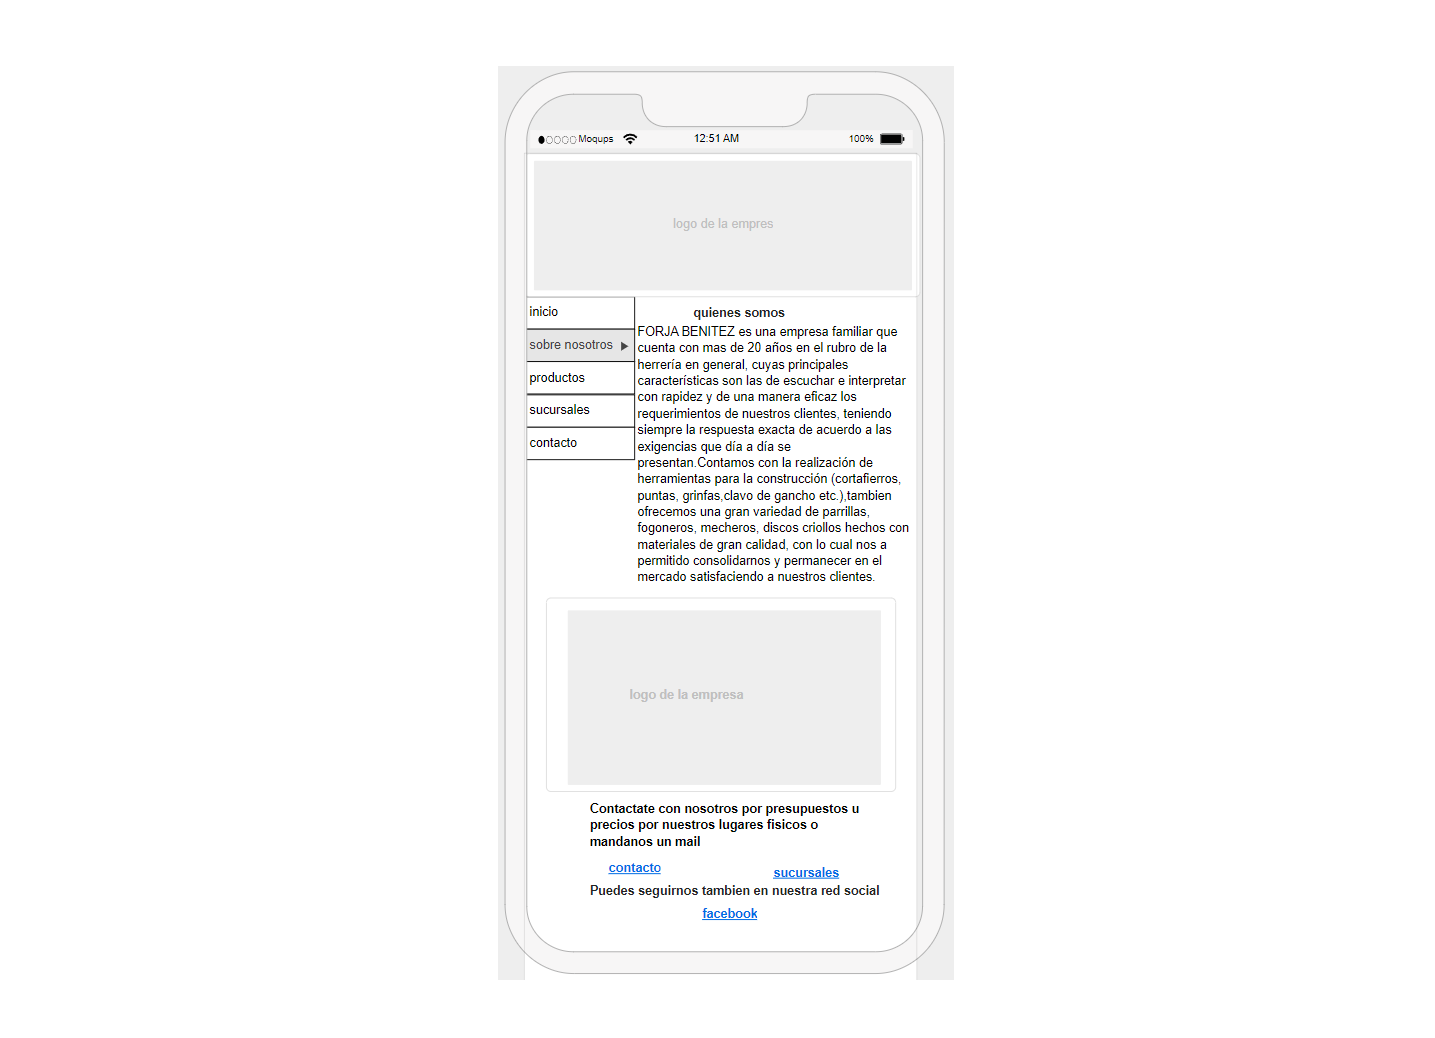 Moqups 12:51 AM 100%
logo de la empres
inicio
sobre nosotros
productos
sucursales
contacto
quienes somos
FORJA BENITEZ es una empresa familiar que
cuenta con mas de 20 años en el rubro de la
herrería en general, cuyas principales
características son las de escuchar e interpretar
con rapidez y de una manera eficaz los
requerimientos de nuestros clientes, teniendo
siempre la respuesta exacta de acuerdo a las
exigencias que día a día se
presentan.Contamos con la realización de
herramientas para la construcción (cortafierros,
puntas, grinfas,clavo de gancho etc.),tambien
ofrecemos una gran variedad de parrillas,
fogoneros, mecheros, discos criollos hechos con
materiales de gran calidad, con lo cual nos a
permitido consolidarnos y permanecer en el
mercado satisfaciendo a nuestros clientes.
logo de la empresa
Contactate con nosotros por presupuestos u
precios por nuestros lugares fisicos o
mandanos un mail
contacto sucursales
Puedes seguirnos tambien en nuestra red social
facebook